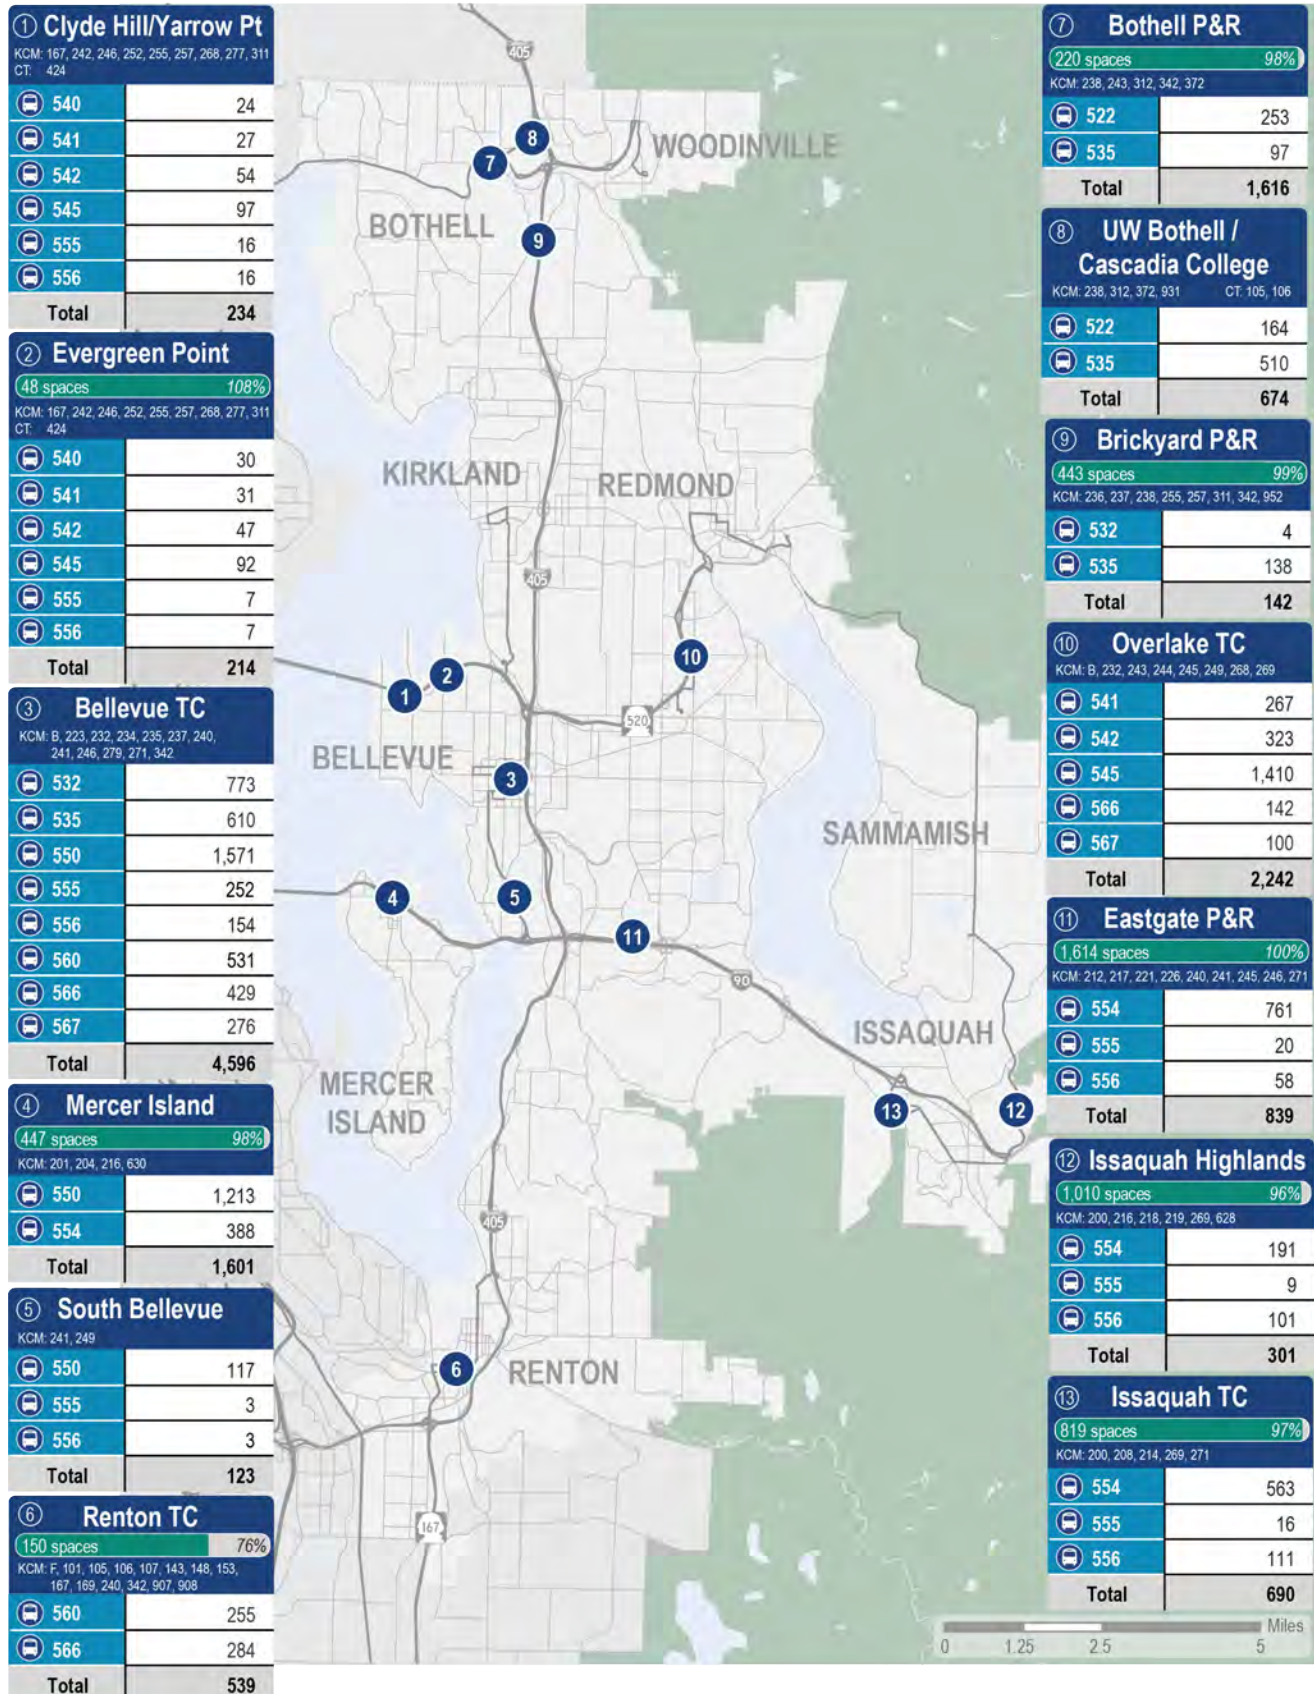 ① Clyde Hill/Yarrow Pt
KCM: 167, 242, 246, 252, 255, 257, 268, 277, 311
CT: 424
540 24
541 27
542 54
545 97
555 16
556 16
Total 234
② Evergreen Point
48 spaces 108%
KCM: 167, 242, 246, 252, 255, 257, 268, 277, 311
CT: 424
540 30
541 31
542 47
545 92
555 7
556 7
Total 214
③ Bellevue TC
KCM: B, 223, 232, 234, 235, 237, 240,
241, 246, 279, 271, 342
532 773
535 610
550 1,571
555 252
556 154
560 531
566 429
567 276
Total 4,596
④ Mercer Island
447 spaces 98%
KCM: 201, 204, 216, 630
550 1,213
554 388
Total 1,601
⑤ South Bellevue
KCM: 241, 249
550 117
555 3
556 3
Total 123
⑥ Renton TC
150 spaces 76%
KCM: F, 101, 105, 106, 107, 143, 148, 153,
167, 169, 240, 342, 907, 908
560 255
566 284
Total 539
405
8
7
WOODINVILLE
BOTHELL
9
KIRKLAND
REDMOND
405
10
2
1
520
BELLEVUE
3
SAMMAMISH
4
5
11
90
ISSAQUAH
MERCER
ISLAND
13
12
405
6
RENTON
167
Miles
0 1.25 2.5 5
⑦ Bothell P&R
220 spaces 98%
KCM: 238, 243, 312, 342, 372
522 253
535 97
Total 1,616
⑧ UW Bothell /
Cascadia College
KCM: 238, 312, 372, 931 CT: 105, 106
522 164
535 510
Total 674
⑨ Brickyard P&R
443 spaces 99%
KCM: 236, 237, 238, 255, 257, 311, 342, 952
532 4
535 138
Total 142
⑩ Overlake TC
KCM: B, 232, 243, 244, 245, 249, 268, 269
541 267
542 323
545 1,410
566 142
567 100
Total 2,242
⑪ Eastgate P&R
1,614 spaces 100%
KCM: 212, 217, 221, 226, 240, 241, 245, 246, 271
554 761
555 20
556 58
Total 839
⑫ Issaquah Highlands
1,010 spaces 96%
KCM: 200, 216, 218, 219, 269, 628
554 191
555 9
556 101
Total 301
⑬ Issaquah TC
819 spaces 97%
KCM: 200, 208, 214, 269, 271
554 563
555 16
556 111
Total 690